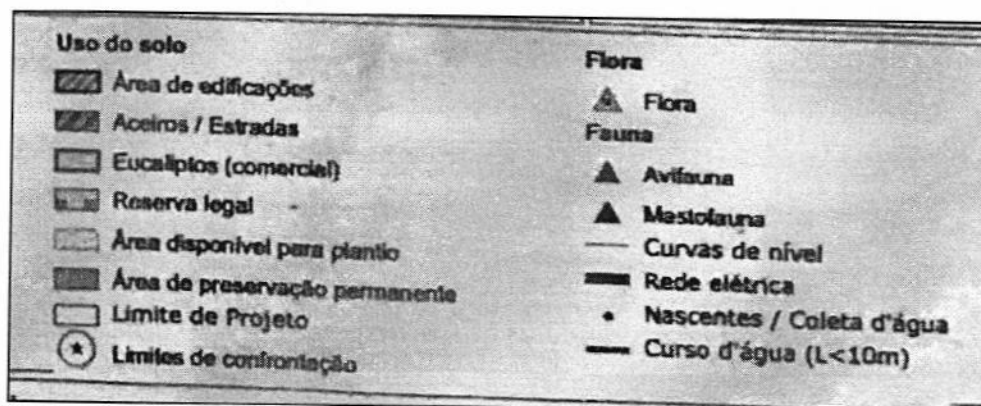 Uso do solo
Área de edificações
Aceiros / Estradas
Eucaliptos (comercial)
Reserva legal
Área disponível para plantio
Área de preservação permanente
Limite de Projeto
Limites de confrontação
Flora
Flora
Fauna
Avifauna
Mastofauna
Curvas de nível
Rede elétrica
Nascentes / Coleta d'água
Curso d'água (L<10m)